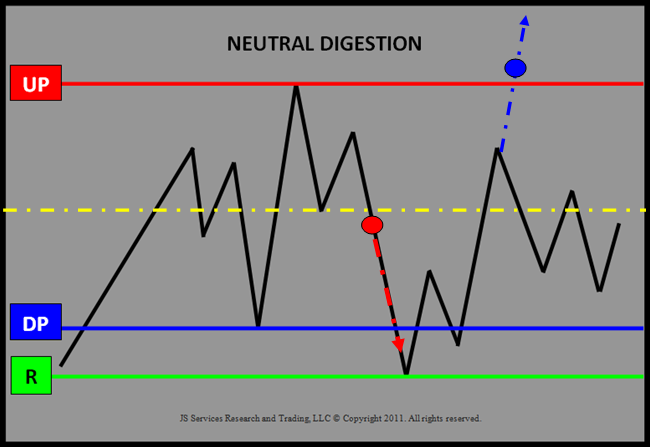 NEUTRAL DIGESTION
UP
DP
R
JS Services Research and Trading, LLC © Copyright 2011. All rights reserved.